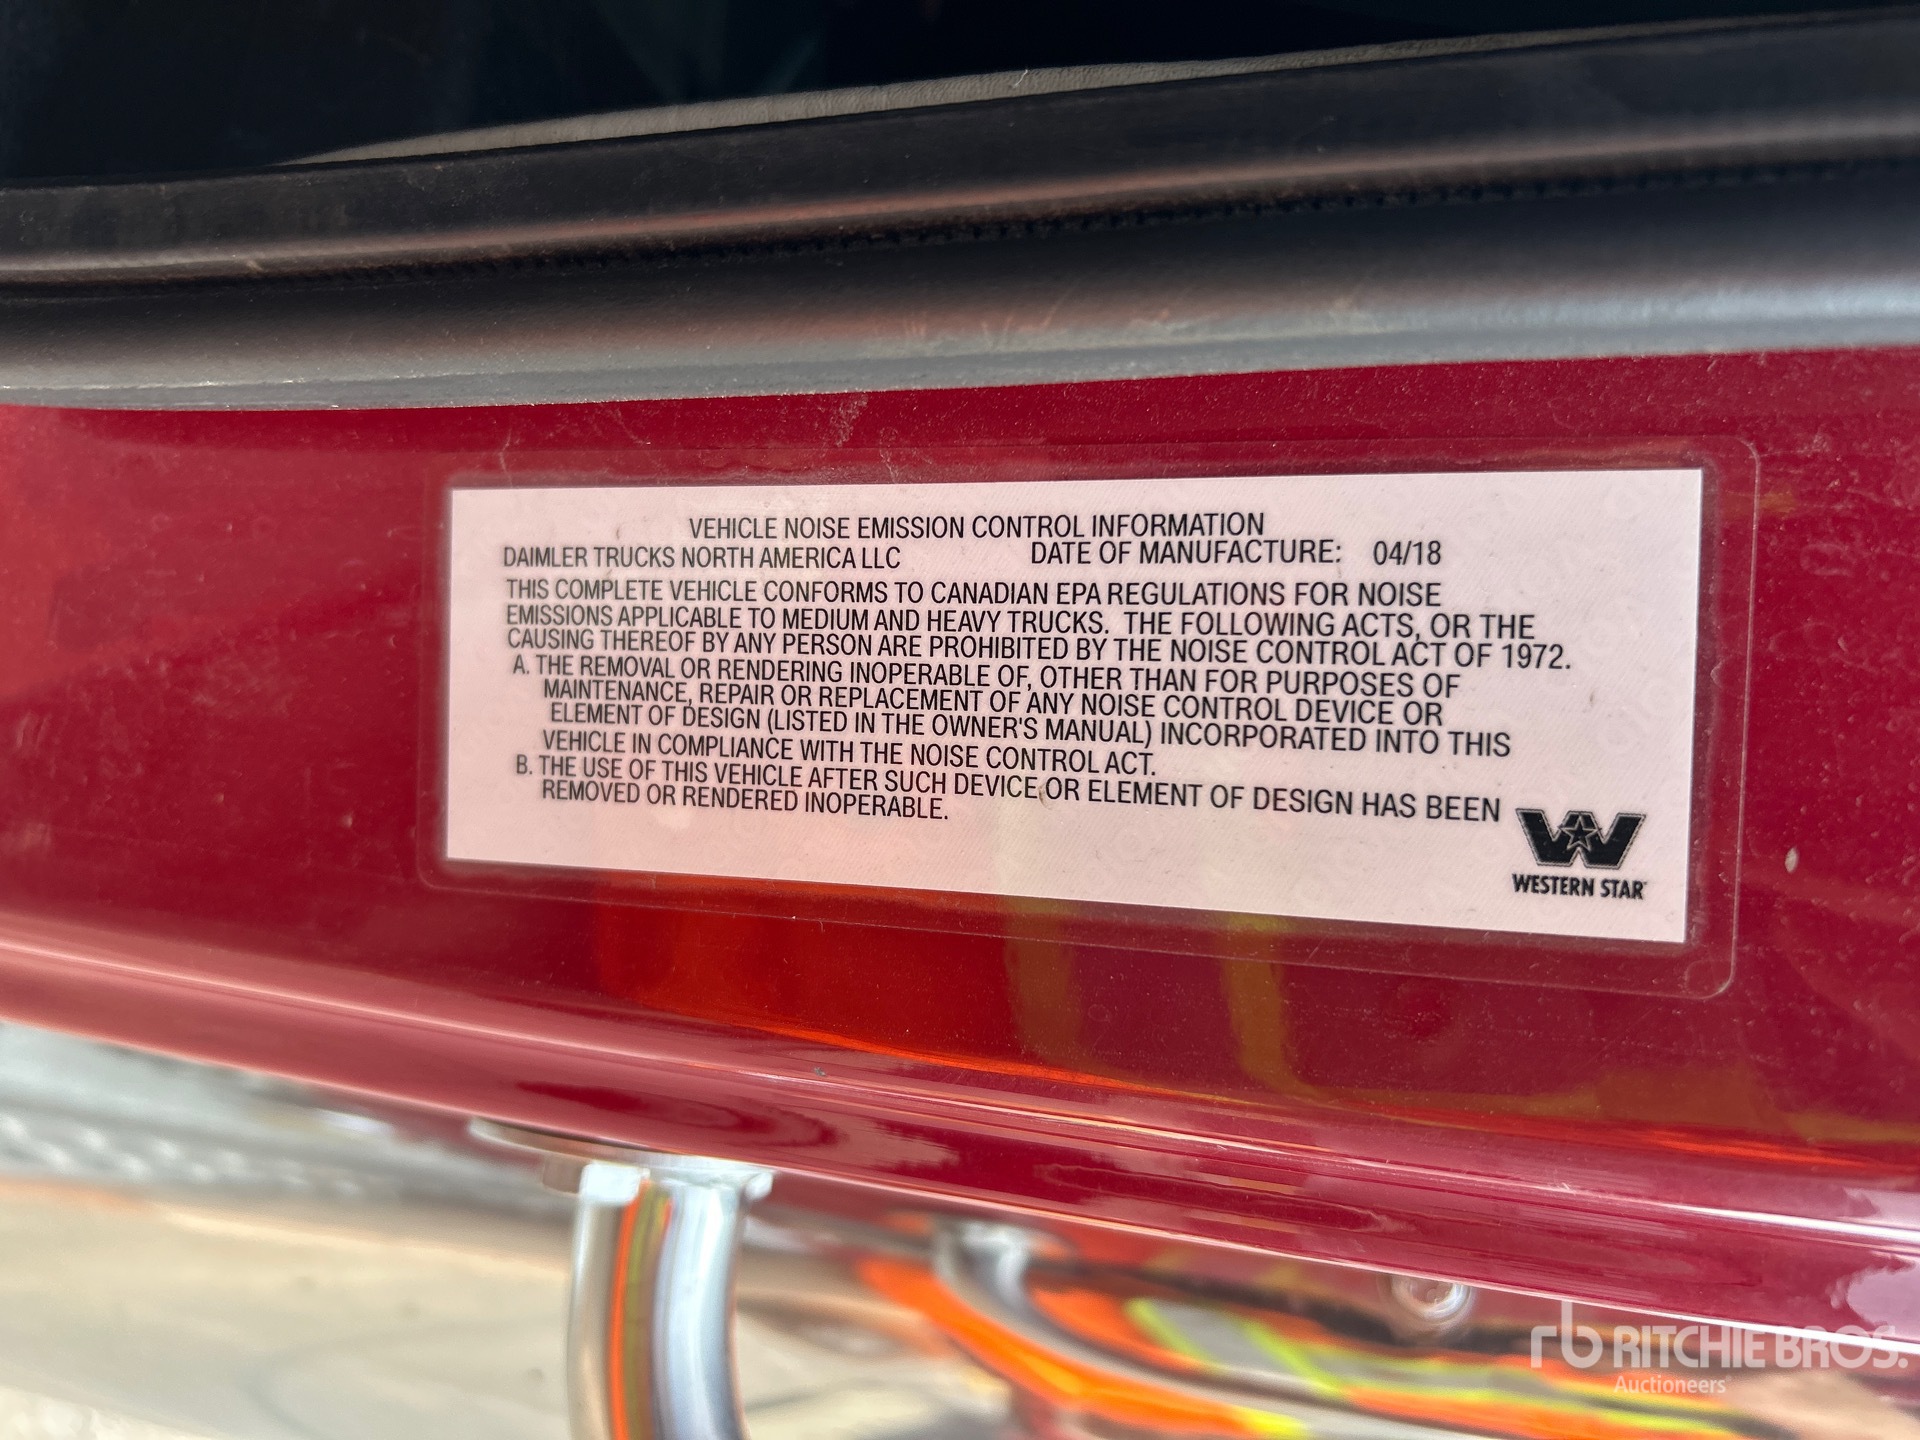 VEHICLE NOISE EMISSION CONTROL INFORMATION
DAIMLER TRUCKS NORTH AMERICA LLC DATE OF MANUFACTURE: 04/18
THIS COMPLETE VEHICLE CONFORMS TO CANADIAN EPA REGULATIONS FOR NOISE
EMISSIONS APPLICABLE TO MEDIUM AND HEAVY TRUCKS. THE FOLLOWING ACTS, OR THE
CAUSING THEREOF BY ANY PERSON ARE PROHIBITED BY THE NOISE CONTROL ACT OF 1972.
A. THE REMOVAL OR RENDERING INOPERABLE OF, OTHER THAN FOR PURPOSES OF
MAINTENANCE, REPAIR OR REPLACEMENT OF ANY NOISE CONTROL DEVICE OR
ELEMENT OF DESIGN (LISTED IN THE OWNER'S MANUAL) INCORPORATED INTO THIS
VEHICLE IN COMPLIANCE WITH THE NOISE CONTROL ACT.
B. THE USE OF THIS VEHICLE AFTER SUCH DEVICE OR ELEMENT OF DESIGN HAS BEEN
REMOVED OR RENDERED INOPERABLE.
WESTERN STAR
rb RITCHIE BROS.
Auctioneers